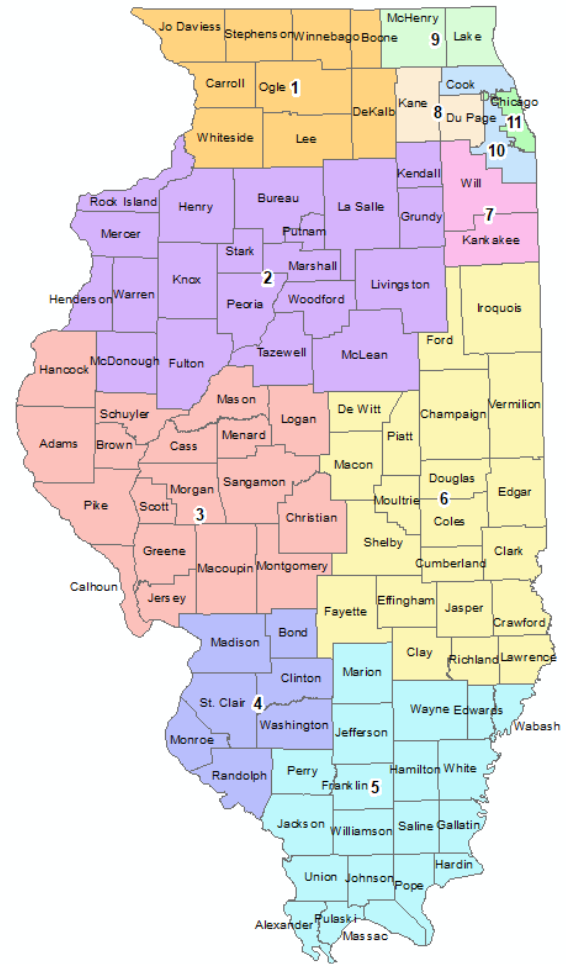 McHenry
Jo Daviess
Stephenson
Winnebago
Boone
9
Lake
Carroll
Ogle
1
Cook
Kane
DeKalb
Chicago
8
Du Page
11
Whiteside
Lee
10
Kendall
Will
Rock Island
Henry
Bureau
La Salle
Grundy
7
Mercer
Putnam
Kankakee
Stark
Marshall
Knox
2
Livingston
Henderson
Warren
Peoria
Woodford
Iroquois
Ford
McDonough
Fulton
Tazewell
McLean
Hancock
Mason
Schuyler
Logan
De Witt
Champaign
Vermilion
Adams
Brown
Cass
Menard
Piatt
Macon
Douglas
Morgan
Sangamon
Edgar
Pike
Scott
3
Christian
Moultrie
6
Coles
Greene
Shelby
Macoupin
Montgomery
Cumberland
Clark
Calhoun
Jersey
Fayette
Effingham
Jasper
Crawford
Madison
Bond
Clay
Richland
Lawrence
Clinton
Marion
St. Clair
4
Wayne
Edwards
Washington
Wabash
Monroe
Jefferson
Randolph
Perry
Hamilton
White
Franklin
5
Jackson
Williamson
Saline
Gallatin
Hardin
Union
Johnson
Pope
Alexander
Pulaski
Massac